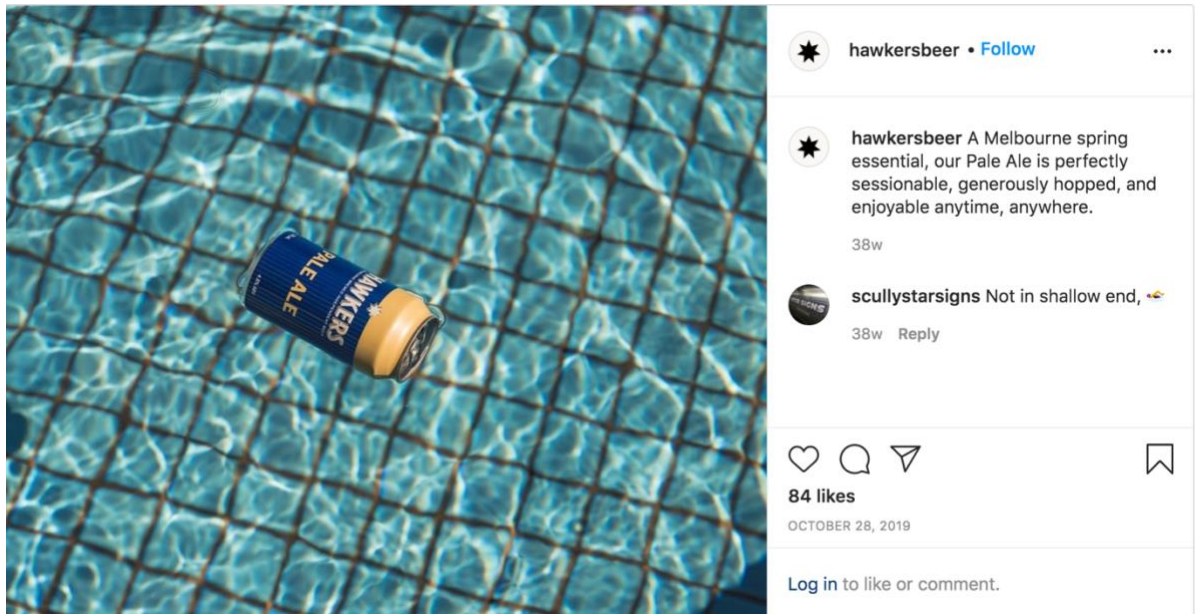 HAWKERS
PALE ALE
hawkersbeer • Follow
hawkersbeer A Melbourne spring
essential, our Pale Ale is perfectly
sessionable, generously hopped, and
enjoyable anytime, anywhere.
38w
scullystarsigns Not in shallow end,
38w Reply
84 likes
OCTOBER 28, 2019
Log in to like or comment.